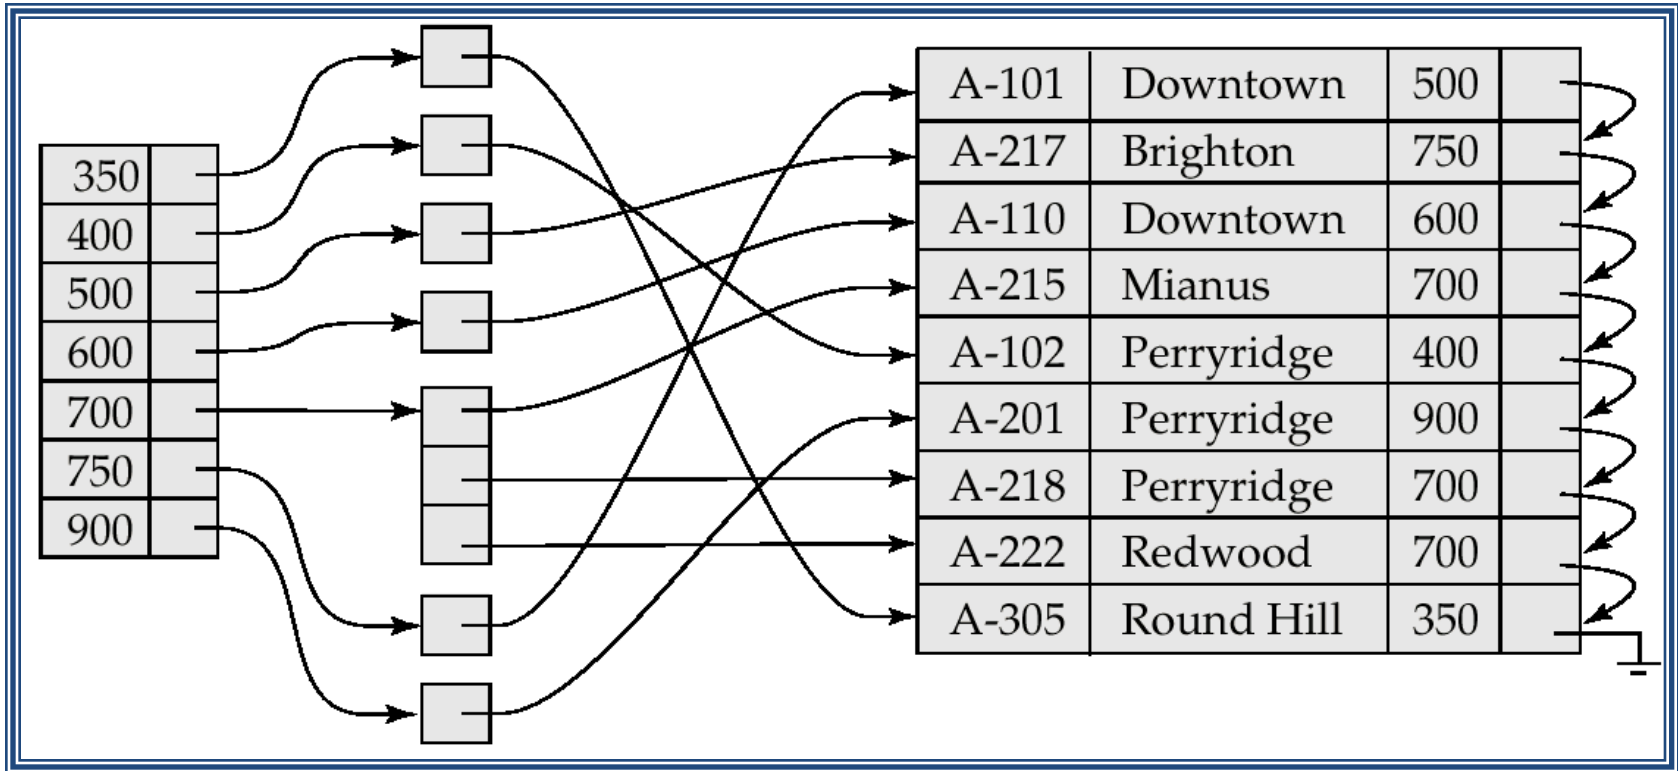 350
400
500
600
700
750
900
A-101 Downtown 500
A-217 Brighton 750
A-110 Downtown 600
A-215 Mianus 700
A-102 Perryridge 400
A-201 Perryridge 900
A-218 Perryridge 700
A-222 Redwood 700
A-305 Round Hill 350